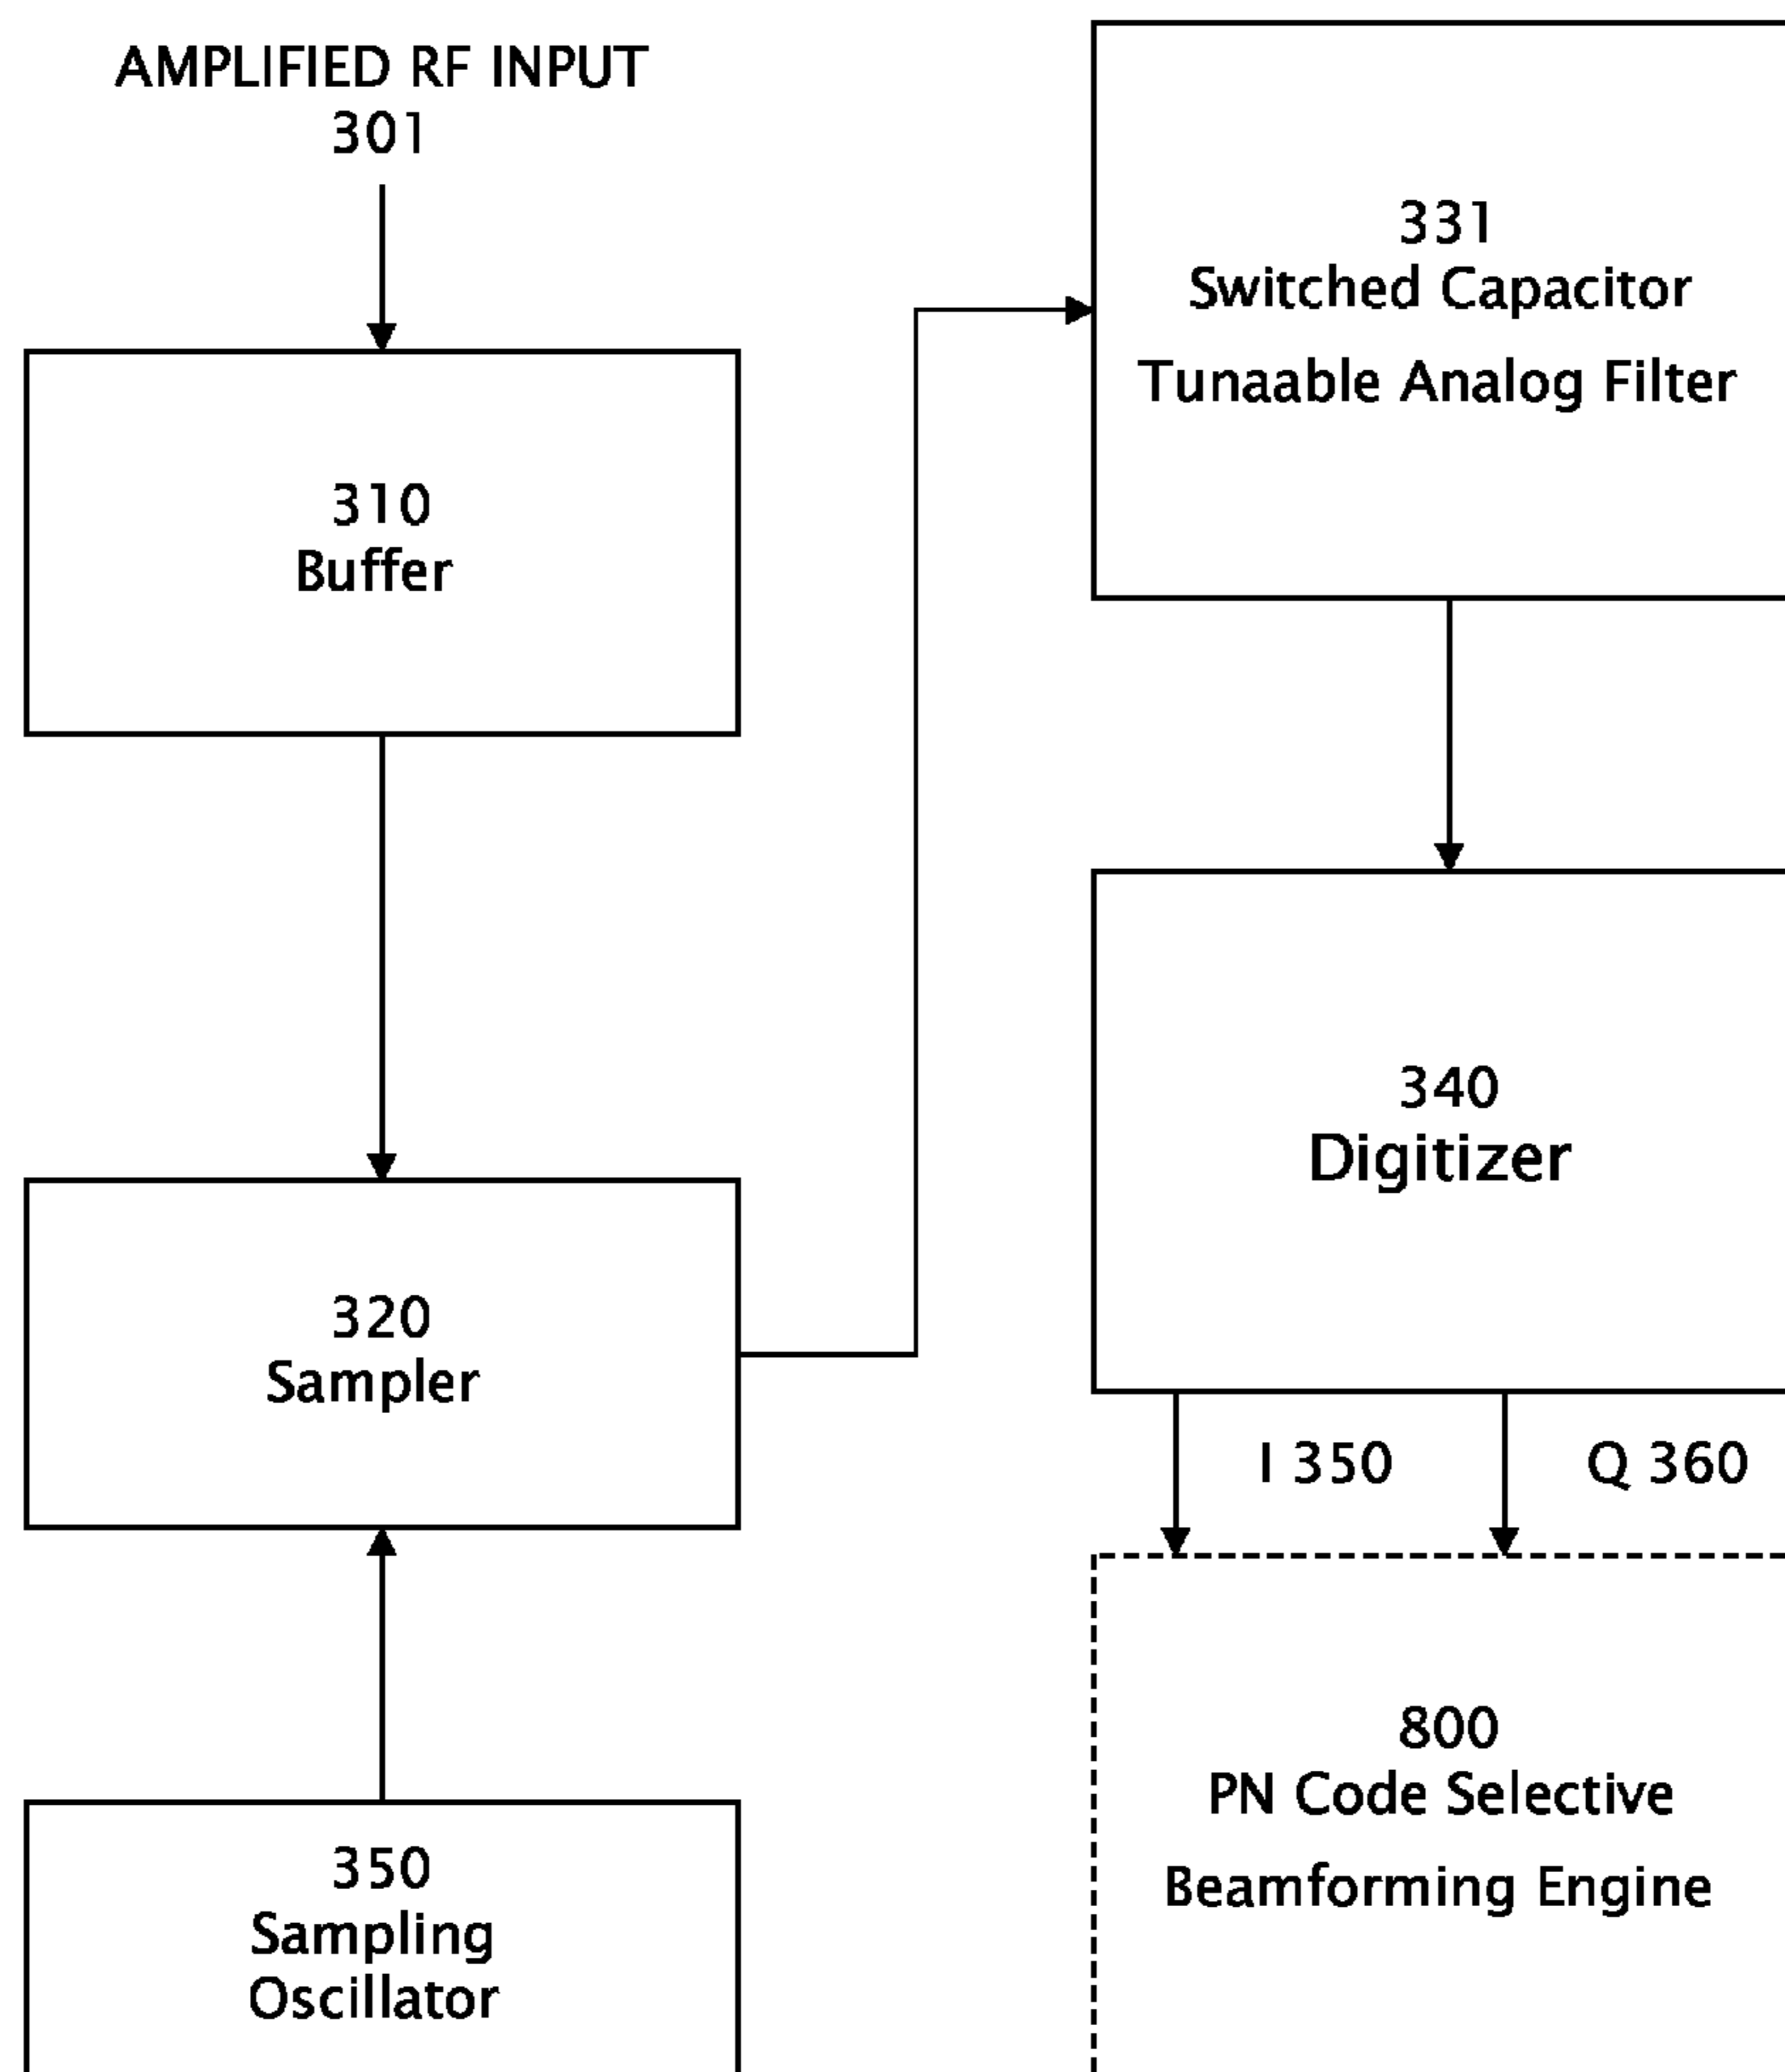 AMPLIFIED RF INPUT
301
310
Buffer
320
Sampler
350
Sampling
Oscillator
331
Switched Capacitor
Tunaable Analog Filter
340
Digitizer
I 350
Q 360
800
PN Code Selective
Beamforming Engine